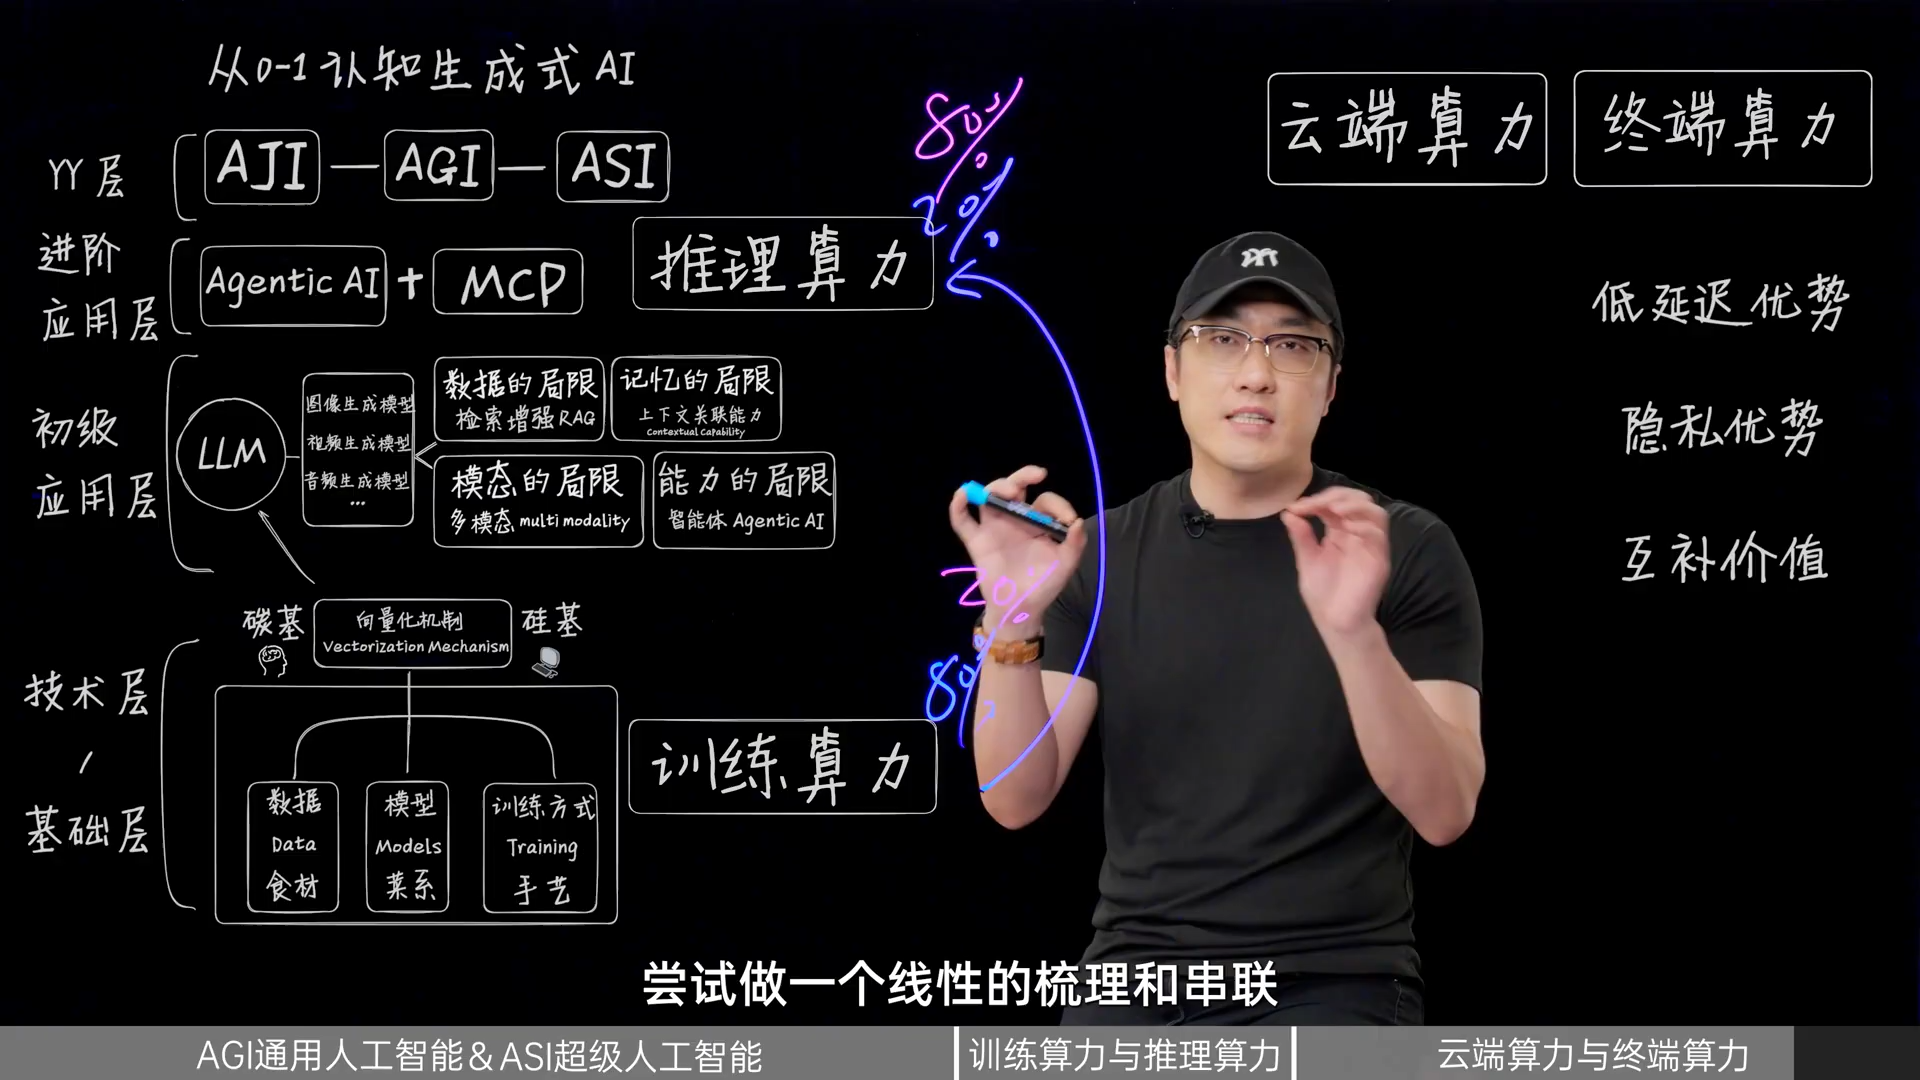 从0-1认知生成式AI
YY层
AJI — AGI — ASI
进阶
应用层
Agentic AI + MCP
推理算力
80%
20%
初级
应用层
LLM
图像生成模型
视频生成模型
音频生成模型
...
数据的局限
检索增强RAG
记忆的局限
上下文关联能力
Contextual Capability
模态的局限
多模态 multi modality
能力的局限
智能体 Agentic AI
碳基
向量化机制
Vectorization Mechanism
硅基
技术层
/
基础层
数据
Data
食材
模型
Models
菜系
训练方式
Training
手艺
训练算力
20%
80%
云端算力
终端算力
低延迟优势
隐私优势
互补价值
尝试做一个线性的梳理和串联
AGI通用人工智能&ASI超级人工智能
训练算力与推理算力
云端算力与终端算力